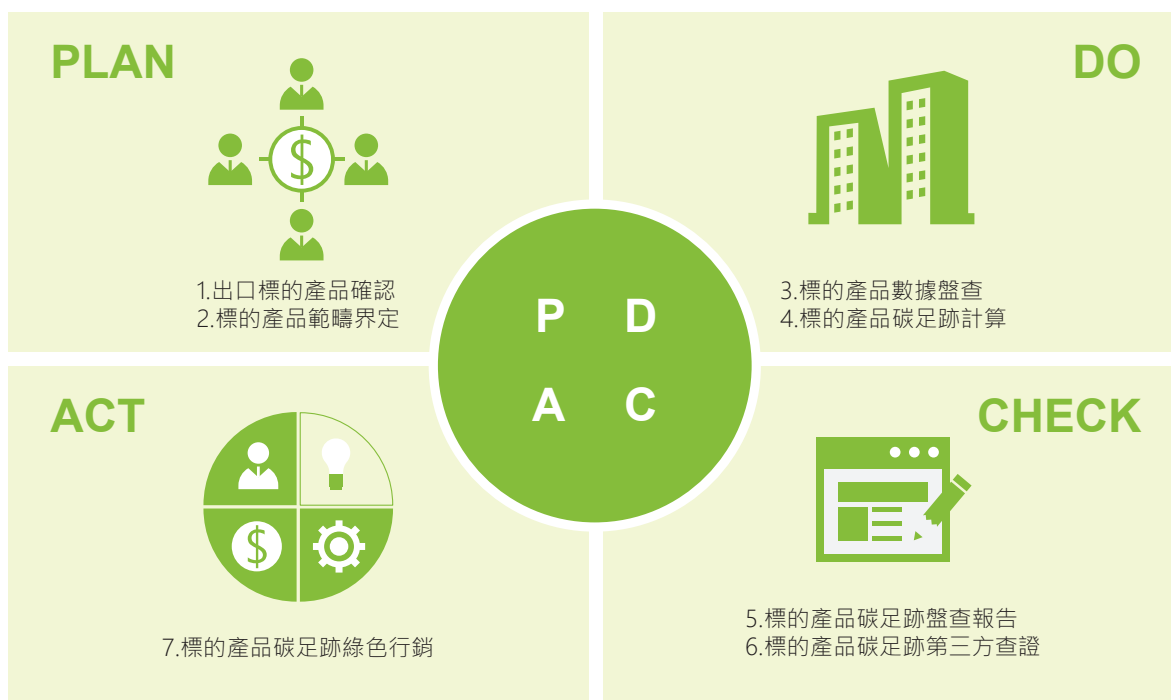 PLAN
$
1.出口標的產品確認
2.標的產品範疇界定
DO
3.標的產品數據盤查
4.標的產品碳足跡計算
P D
A C
ACT
$
7.標的產品碳足跡綠色行銷
CHECK
5.標的產品碳足跡盤查報告
6.標的產品碳足跡第三方查證